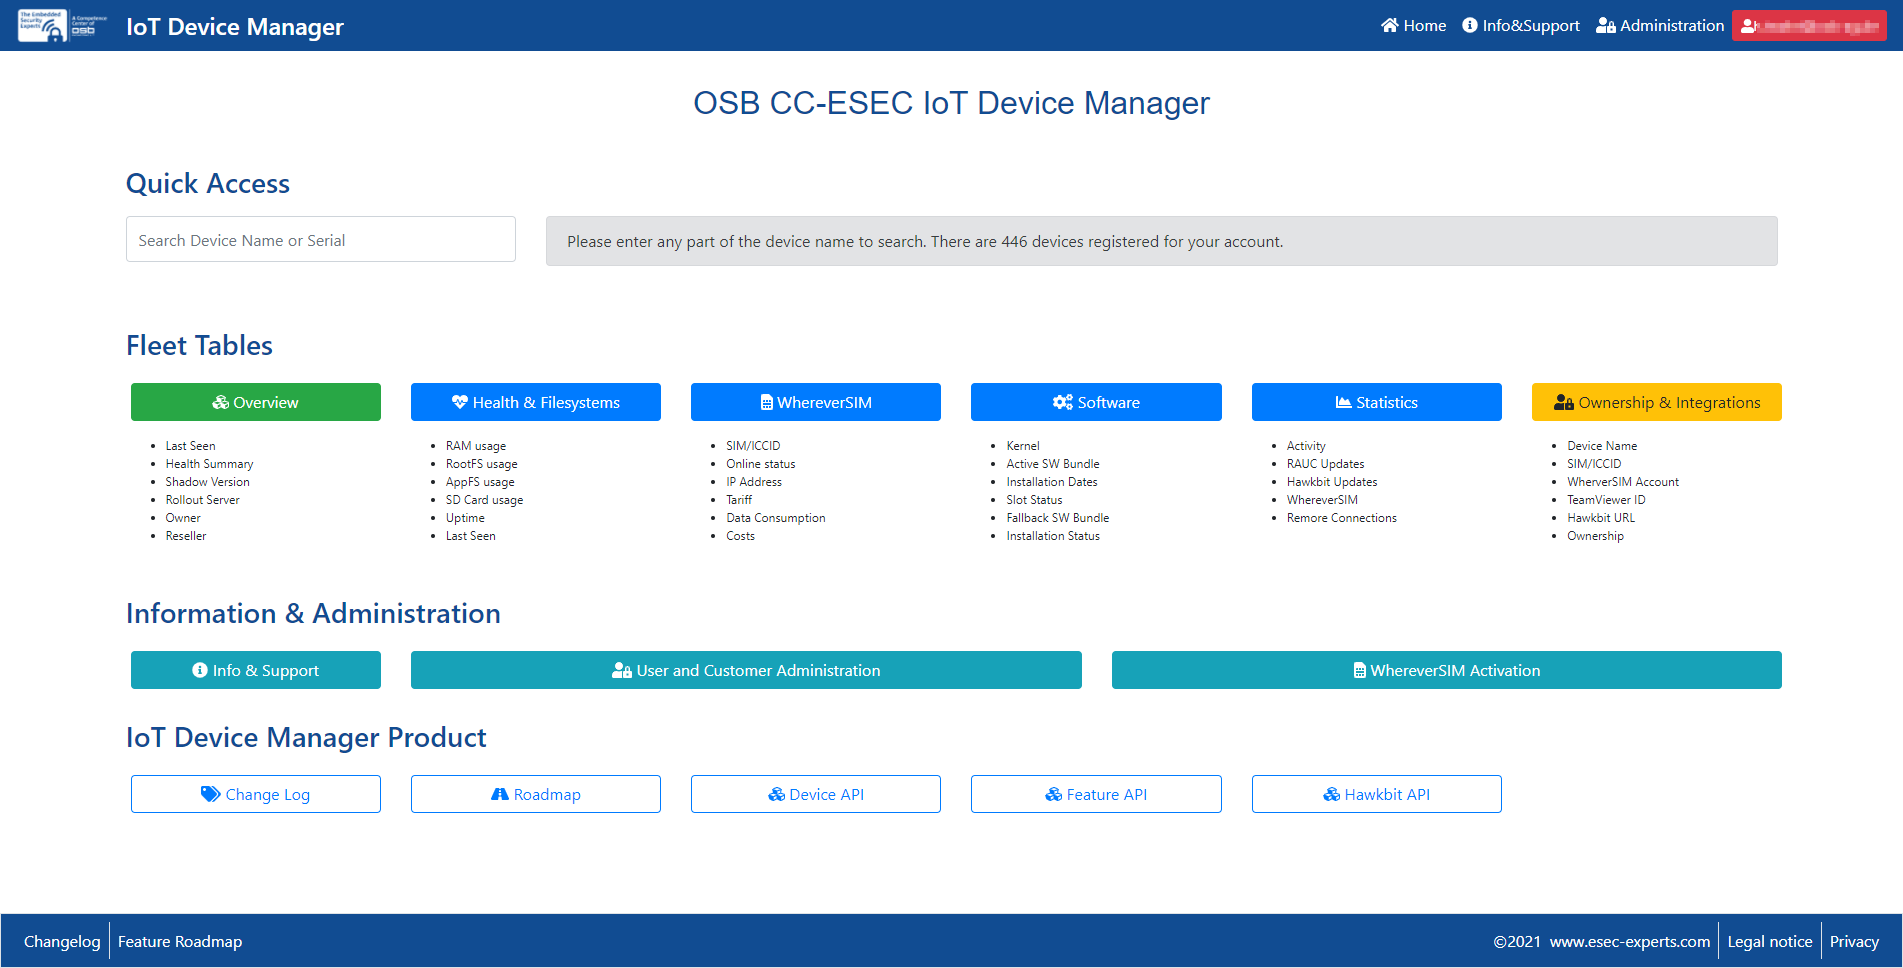 The Embedded
Security
Experts
A Competence
Center of
osb
IoT Device Manager
Home
Info&Support
Administration
OSB CC-ESEC IoT Device Manager
Quick Access
Search Device Name or Serial
Please enter any part of the device name to search. There are 446 devices registered for your account.
Fleet Tables
Overview
Last Seen
Health Summary
Shadow Version
Rollout Server
Owner
Reseller
Health & Filesystems
RAM usage
RootFS usage
AppFS usage
SD Card usage
Uptime
Last Seen
WhereverSIM
SIM/ICCID
Online status
IP Address
Tariff
Data Consumption
Costs
Software
Kernel
Active SW Bundle
Installation Dates
Slot Status
Fallback SW Bundle
Installation Status
Statistics
Activity
RAUC Updates
Hawkbit Updates
WhereverSIM
Remore Connections
Ownership & Integrations
Device Name
SIM/ICCID
WherverSIM Account
TeamViewer ID
Hawkbit URL
Ownership
Information & Administration
Info & Support
User and Customer Administration
WhereverSIM Activation
IoT Device Manager Product
Change Log
Roadmap
Device API
Feature API
Hawkbit API
Changelog
Feature Roadmap
©2021 www.esec-experts.com
Legal notice
Privacy